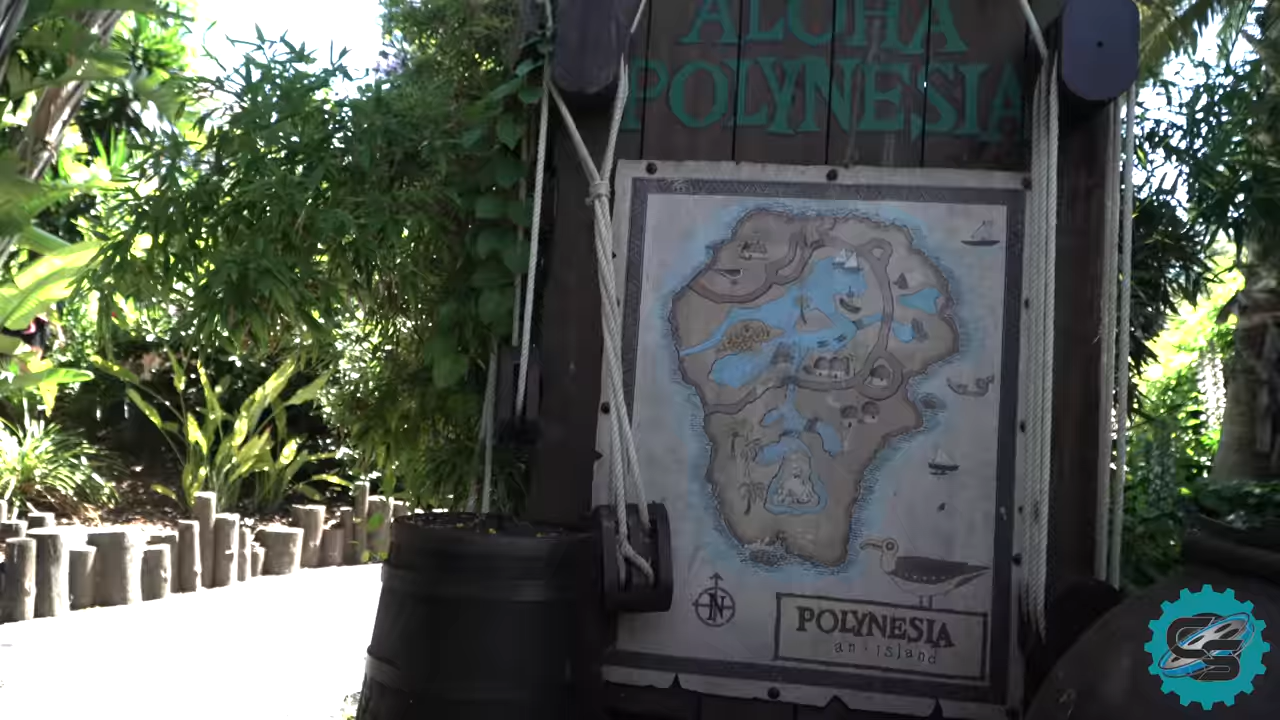 ALOHA
POLYNESIA
N
POLYNESIA
an · island